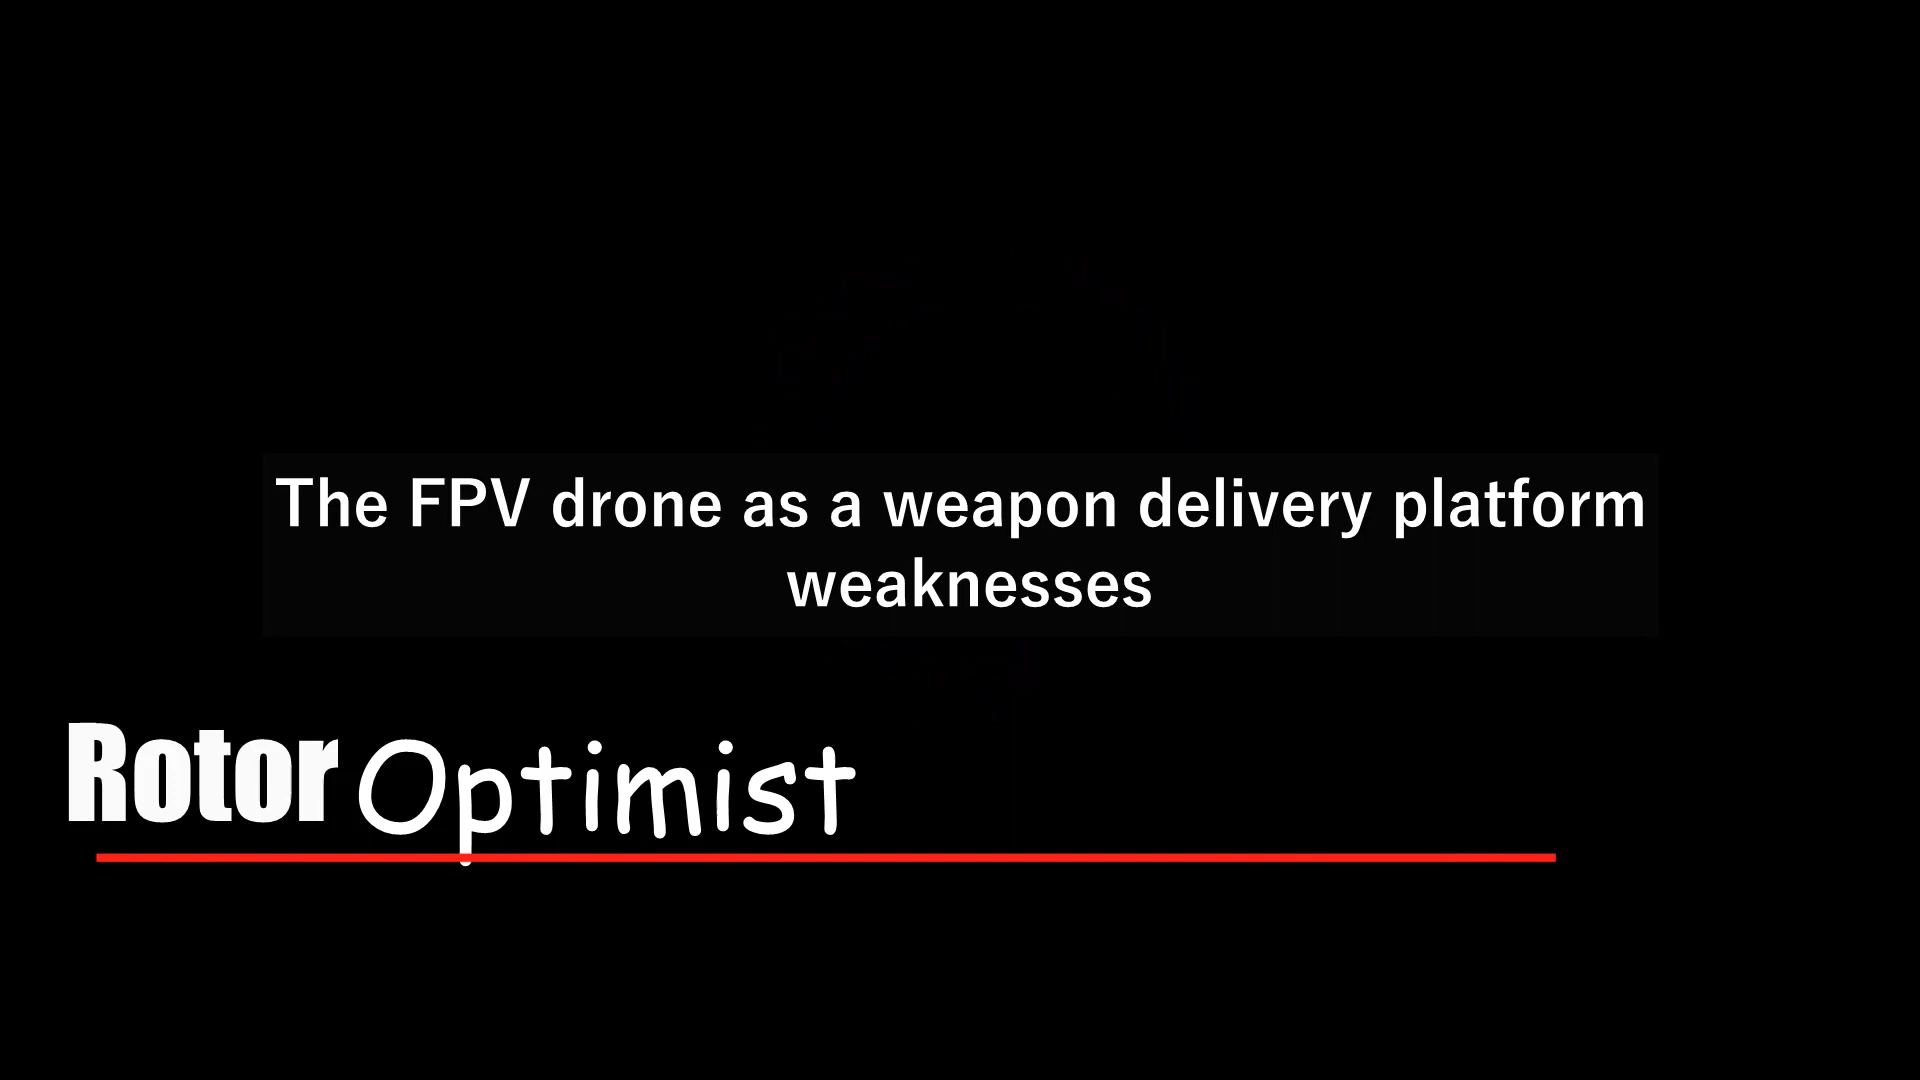 The FPV drone as a weapon delivery platform
weaknesses
Rotor Optimist